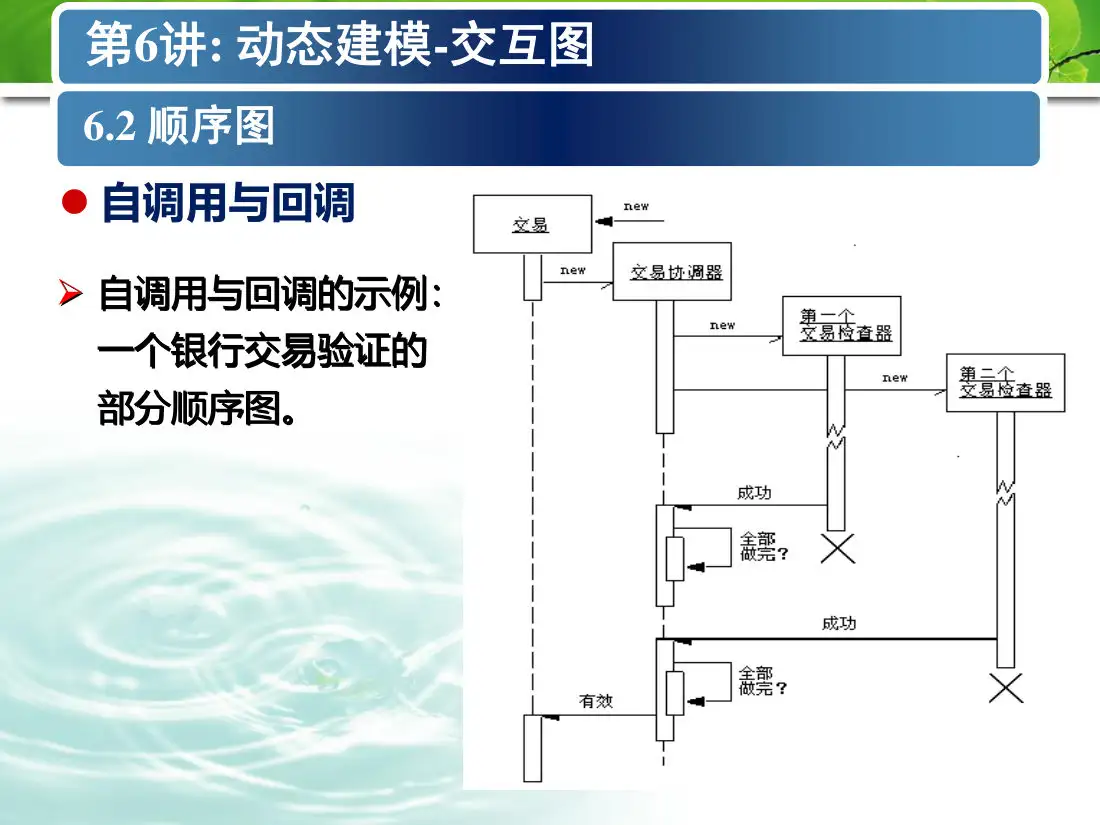 第6讲: 动态建模-交互图
6.2 顺序图
自调用与回调
自调用与回调的示例：
一个银行交易验证的
部分顺序图。
new
交易
new
交易协调器
new
第一个
交易检查器
new
第二个
交易检查器
成功
全部
做完?
成功
全部
做完?
有效